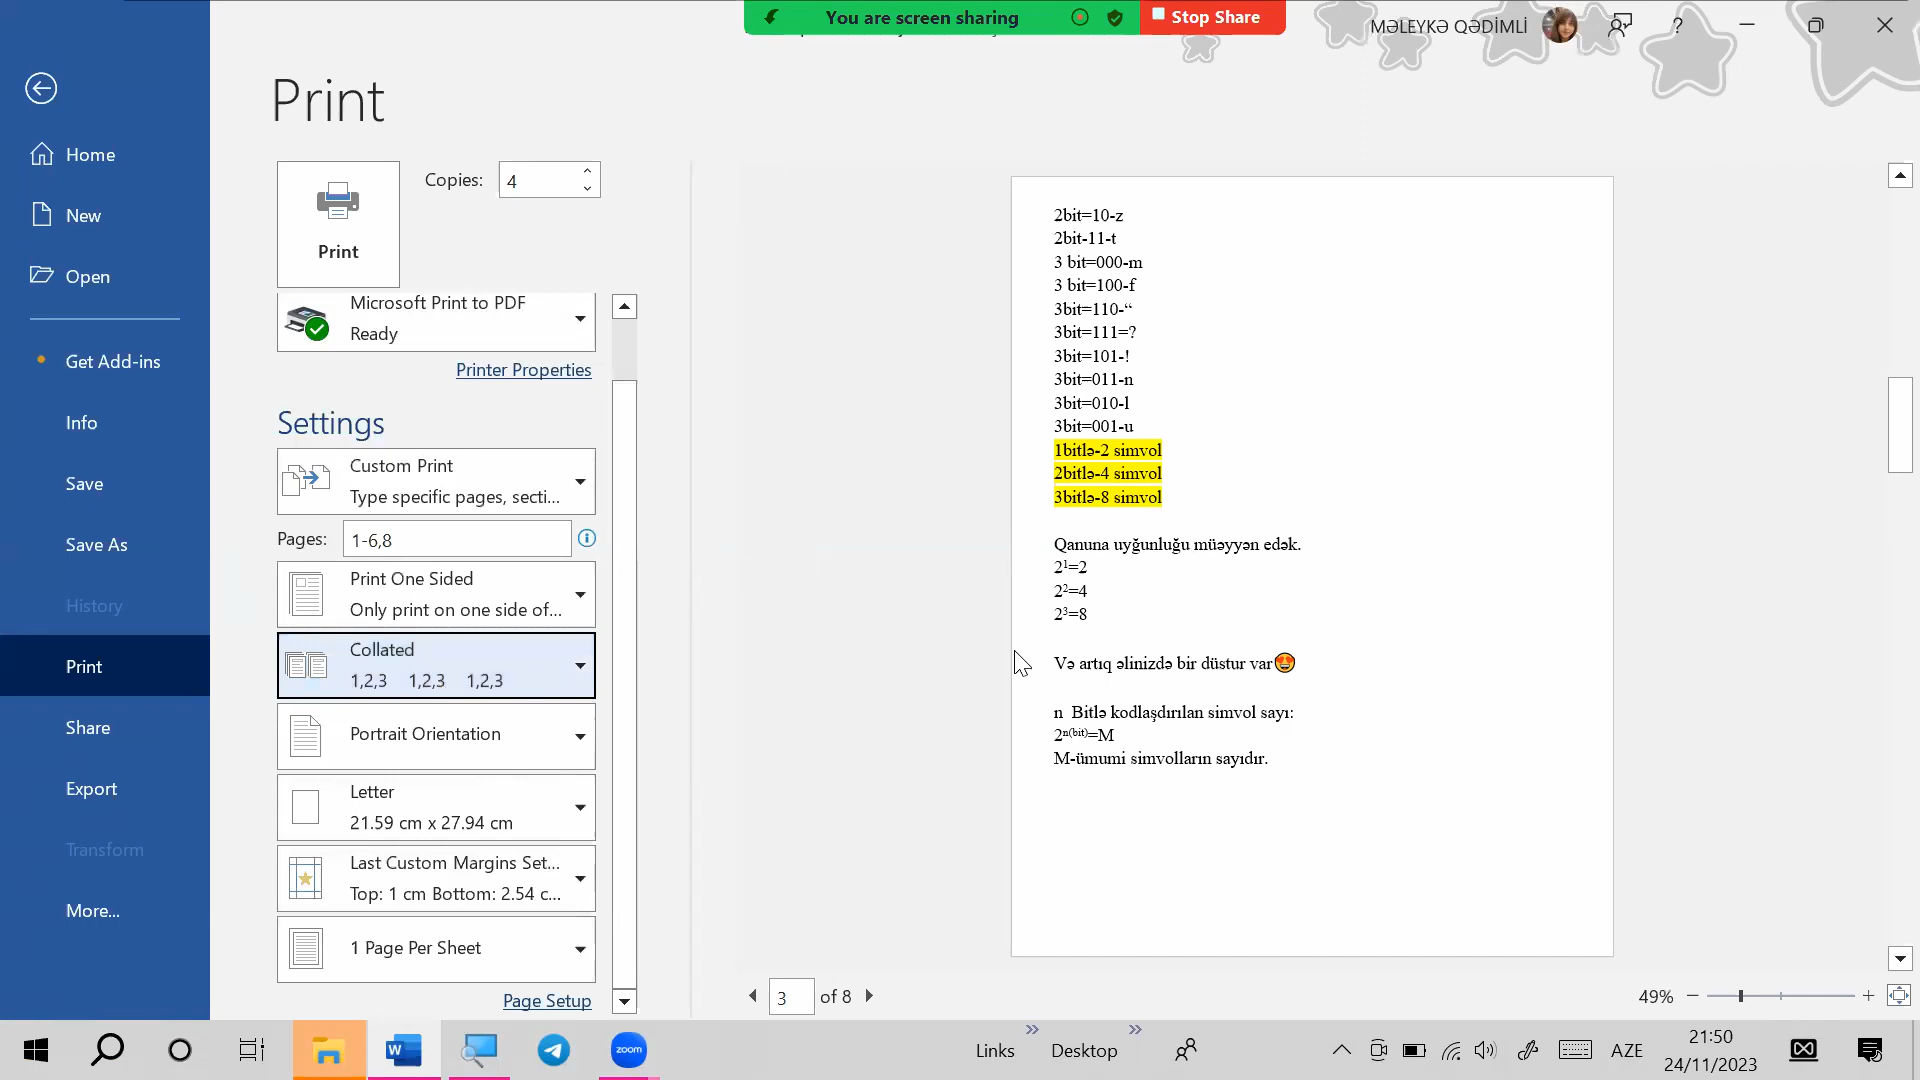 You are screen sharing
Stop Share
MƏLEYKƏ QƏDİMLİ
?
Print
Home
New
Open
Get Add-ins
Info
Save
Save As
History
Print
Share
Export
Transform
More...
Print
Copies: 4
Microsoft Print to PDF
Ready
Printer Properties
Settings
Custom Print
Type specific pages, secti...
Pages: 1-6,8
Print One Sided
Only print on one side of...
Collated
1,2,3 1,2,3 1,2,3
Portrait Orientation
Letter
21.59 cm x 27.94 cm
Last Custom Margins Set...
Top: 1 cm Bottom: 2.54 c...
1 Page Per Sheet
Page Setup
2bit=10-z
2bit-11-t
3 bit=000-m
3 bit=100-f
3bit=110-“
3bit=111=?
3bit=101-!
3bit=011-n
3bit=010-l
3bit=001-u
1bitlə-2 simvol
2bitlə-4 simvol
3bitlə-8 simvol
Qanuna uyğunluğu müəyyən edək.
2¹=2
2²=4
2³=8
Və artıq əlinizdə bir düstur var😍
n Bitlə kodlaşdırılan simvol sayı:
2ⁿ⁽ᵇⁱᵗ⁾=M
M-ümumi simvolların sayıdır.
3 of 8
49%
W
zoom
Links
Desktop
AZE
21:50
24/11/2023